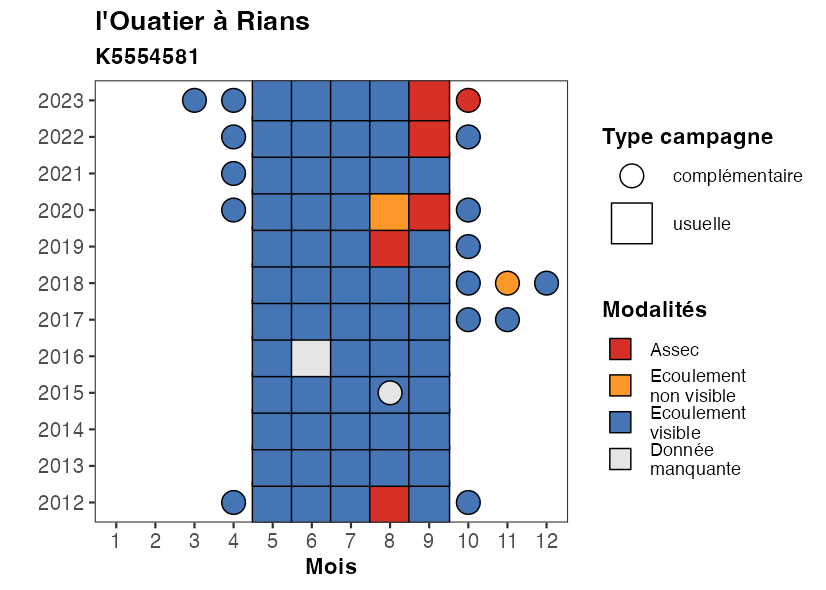 l'Ouatier à Rians
K5554581
2023
2022
2021
2020
2019
2018
2017
2016
2015
2014
2013
2012
1 2 3 4 5 6 7 8 9 10 11 12
Mois
Type campagne
complémentaire
usuelle
Modalités
Assec
Ecoulement
non visible
Ecoulement
visible
Donnée
manquante